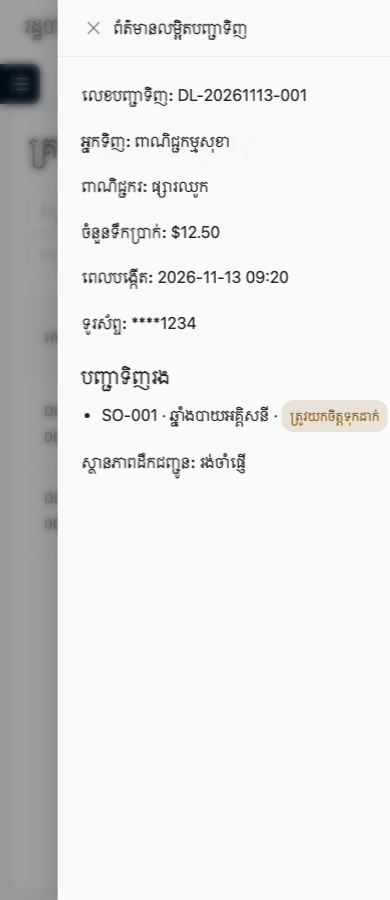 ព័ត៌មានលម្អិតបញ្ជាទិញ
លេខបញ្ជាទិញ: DL-20261113-001
អ្នកទិញ: ពាណិជ្ជកម្មសុខា
ពាណិជ្ជករ: ផ្សារឈូក
ចំនួនទឹកប្រាក់: $12.50
ពេលបង្កើត: 2026-11-13 09:20
ទូរស័ព្ទ: ****1234
បញ្ជាទិញរង
• SO-001 · ឆ្នាំងបាយអគ្គិសនី · ត្រូវយកចិត្តទុកដាក់
ស្ថានភាពដឹកជញ្ជូន: រង់ចាំផ្ញើ